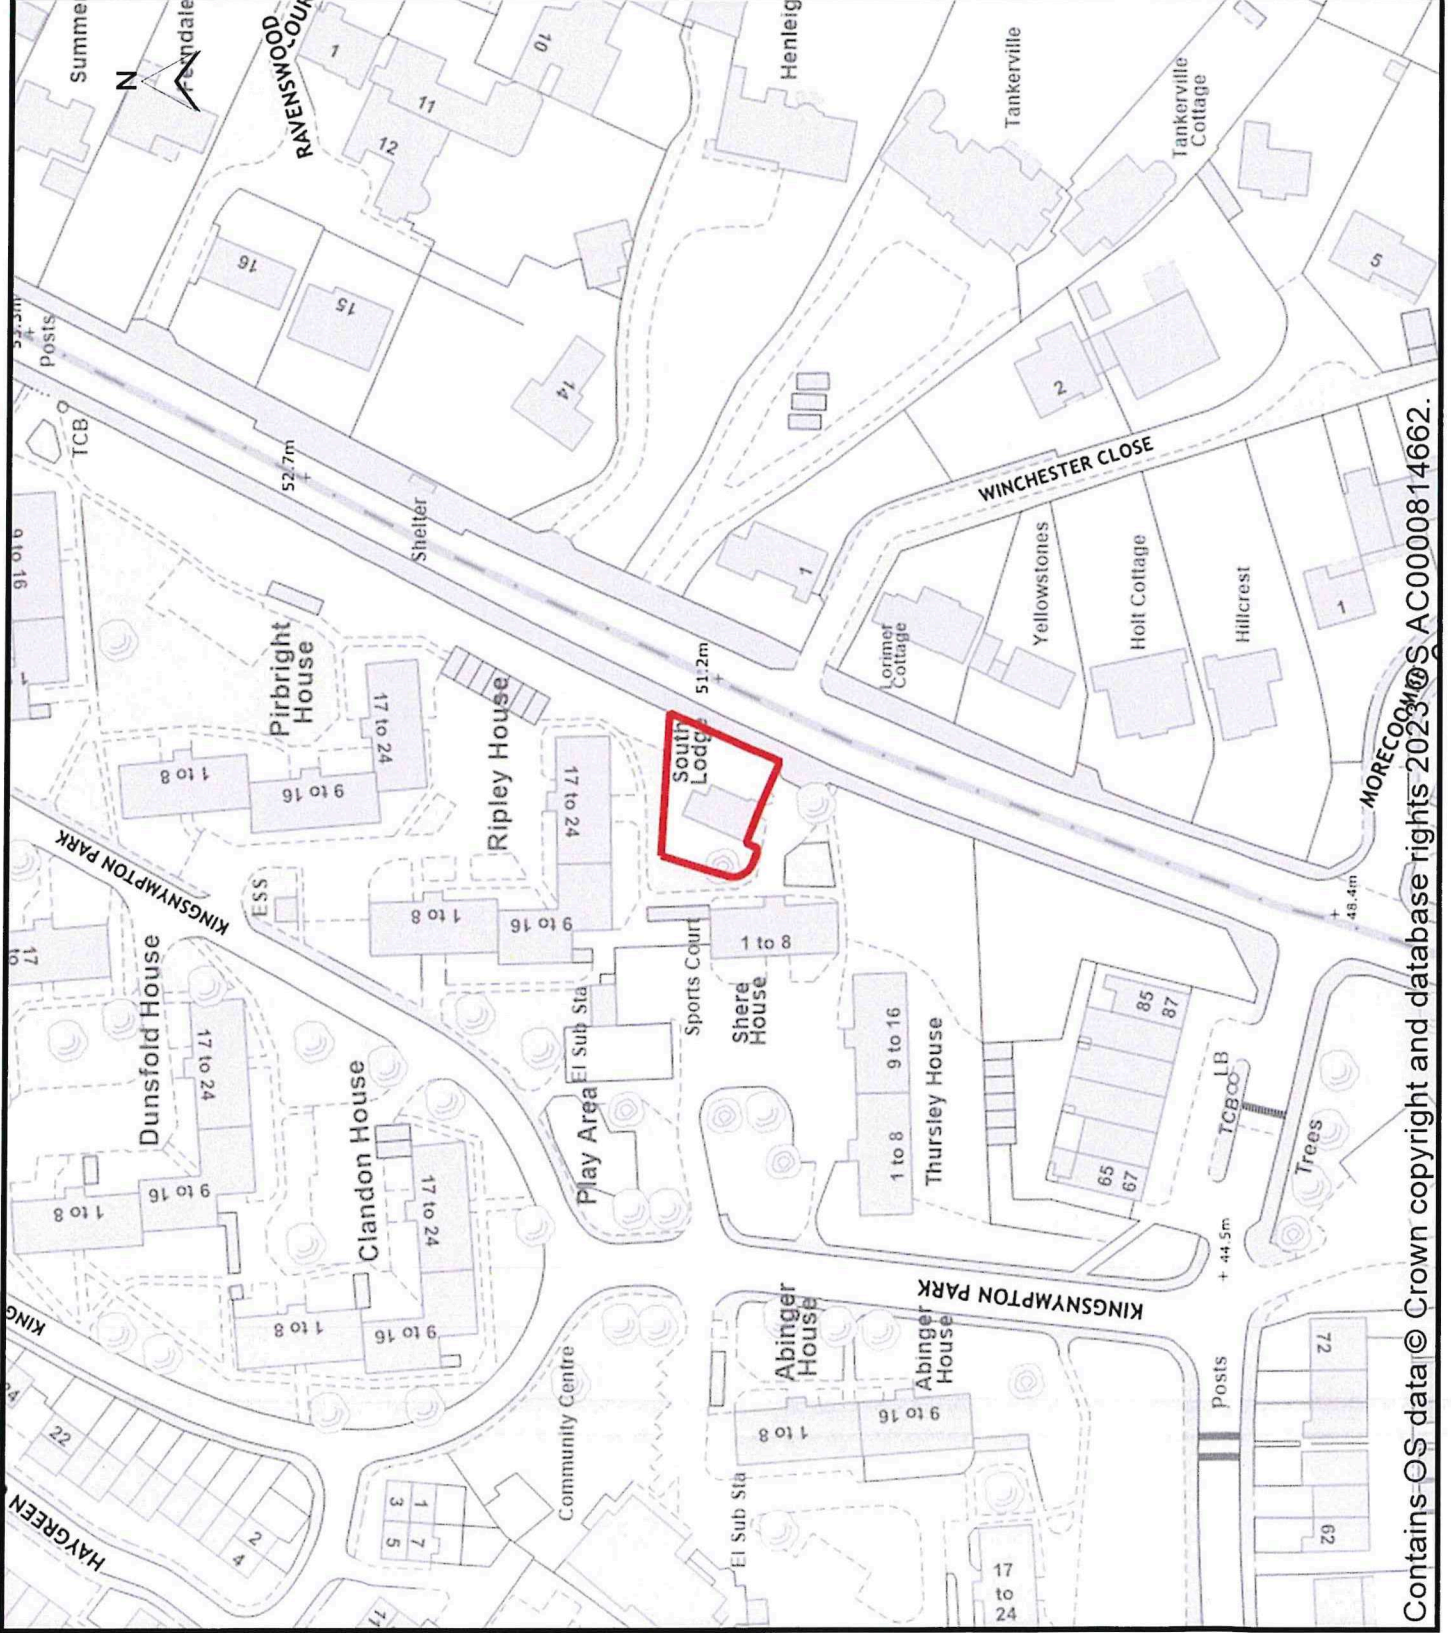 Summe
Ferndale
N
RAVENSWOOD
COUR
1
11
10
12
Henleig
Tankerville
Tankerville
Cottage
16
15
14
5
2
Posts
TCB
52.7m
Shelter
9 to 16
Pirbright
House
17 to 24
1 to 8
9 to 16
Ripley House
17 to 24
1 to 8
9 to 16
South
Lodge
51.2m
1
WINCHESTER CLOSE
Lorimer
Cottage
Yellowstones
Holt Cottage
Hillcrest
1
KINGSNYMPTON PARK
ESS
17
to
Dunsfold House
17 to 24
1 to 8
9 to 16
Clandon House
17 to 24
1 to 8
9 to 16
El Sub Sta
Play Area
Sports Court
Shere
House
1 to 8
9 to 16
1 to 8
Thursley House
85
87
65
67
LB
TCB
Trees
48.4m
44.5m
KING
22
2
4
HAYGREEN
3
1
5
7
11
Community Centre
Abinger
House
Abinger
House
1 to 8
9 to 16
KINGSNYMPTON PARK
El Sub Sta
17
to
24
Posts
72
62
Contains OS data © Crown copyright and database rights 2023 OS AC0000814662.